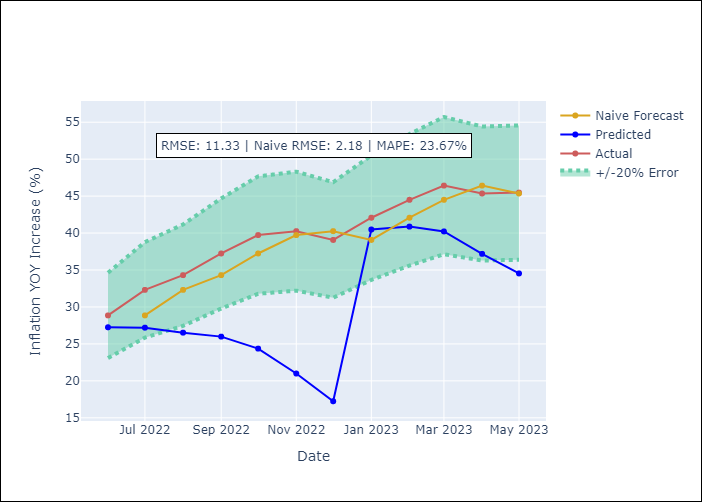 RMSE: 11.33 | Naive RMSE: 2.18 | MAPE: 23.67%
Naive Forecast
Predicted
Actual
+/-20% Error
Inflation YOY Increase (%)
55
50
45
40
35
30
25
20
15
Jul 2022
Sep 2022
Nov 2022
Jan 2023
Mar 2023
May 2023
Date